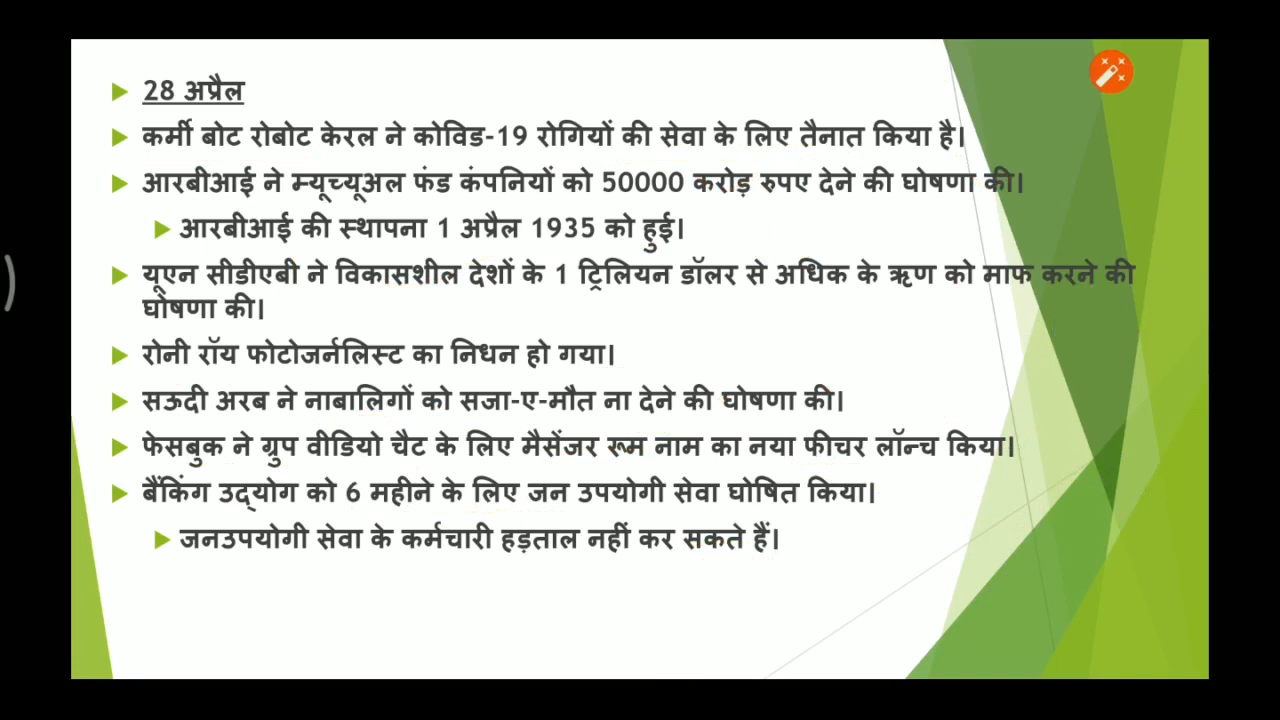 28 अप्रैल
कर्मी बोट रोबोट केरल ने कोविड-19 रोगियों की सेवा के लिए तैनात किया है।
आरबीआई ने म्यूच्यूअल फंड कंपनियों को 50000 करोड़ रुपए देने की घोषणा की।
आरबीआई की स्थापना 1 अप्रैल 1935 को हुई।
यूएन सीडीएबी ने विकासशील देशों के 1 ट्रिलियन डॉलर से अधिक के ऋण को माफ करने की
घोषणा की।
रोनी रॉय फोटोजर्नलिस्ट का निधन हो गया।
सऊदी अरब ने नाबालिगों को सजा-ए-मौत ना देने की घोषणा की।
फेसबुक ने ग्रुप वीडियो चैट के लिए मैसेंजर रूम नाम का नया फीचर लॉन्च किया।
बैंकिंग उद्योग को 6 महीने के लिए जन उपयोगी सेवा घोषित किया।
जनउपयोगी सेवा के कर्मचारी हड़ताल नहीं कर सकते हैं।